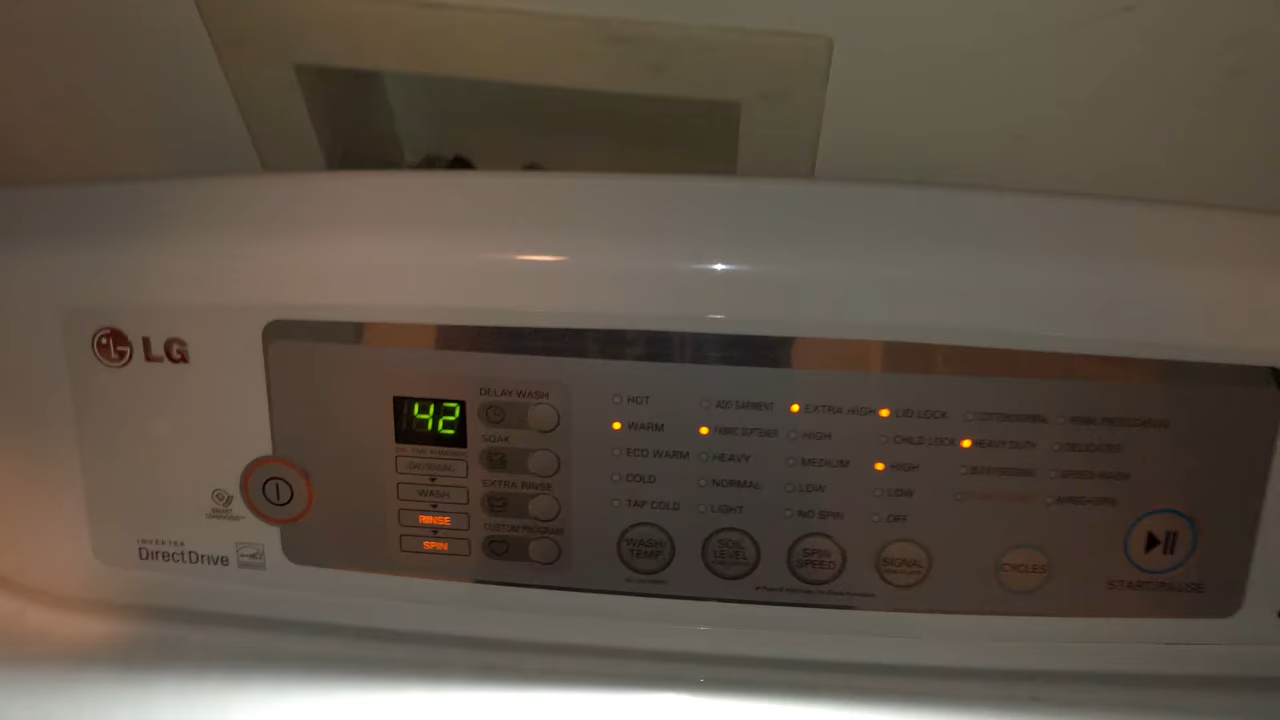 LG
INVERTER
DirectDrive
42
DELAY WASH
SOAK
EXTRA RINSE
CUSTOM PROGRAM
WASH
RINSE
SPIN
HOT
WARM
ECO WARM
COLD
TAP COLD
WASH
TEMP
ADD GARMENT
FABRIC SOFTENER
HEAVY
NORMAL
LIGHT
SOIL
LEVEL
EXTRA HIGH
HIGH
MEDIUM
LOW
NO SPIN
SPIN
SPEED
LID LOCK
CHILD LOCK
HIGH
LOW
OFF
SIGNAL
HEAVY DUTY
DELICATES
SPEED WASH
CYCLES
START/PAUSE